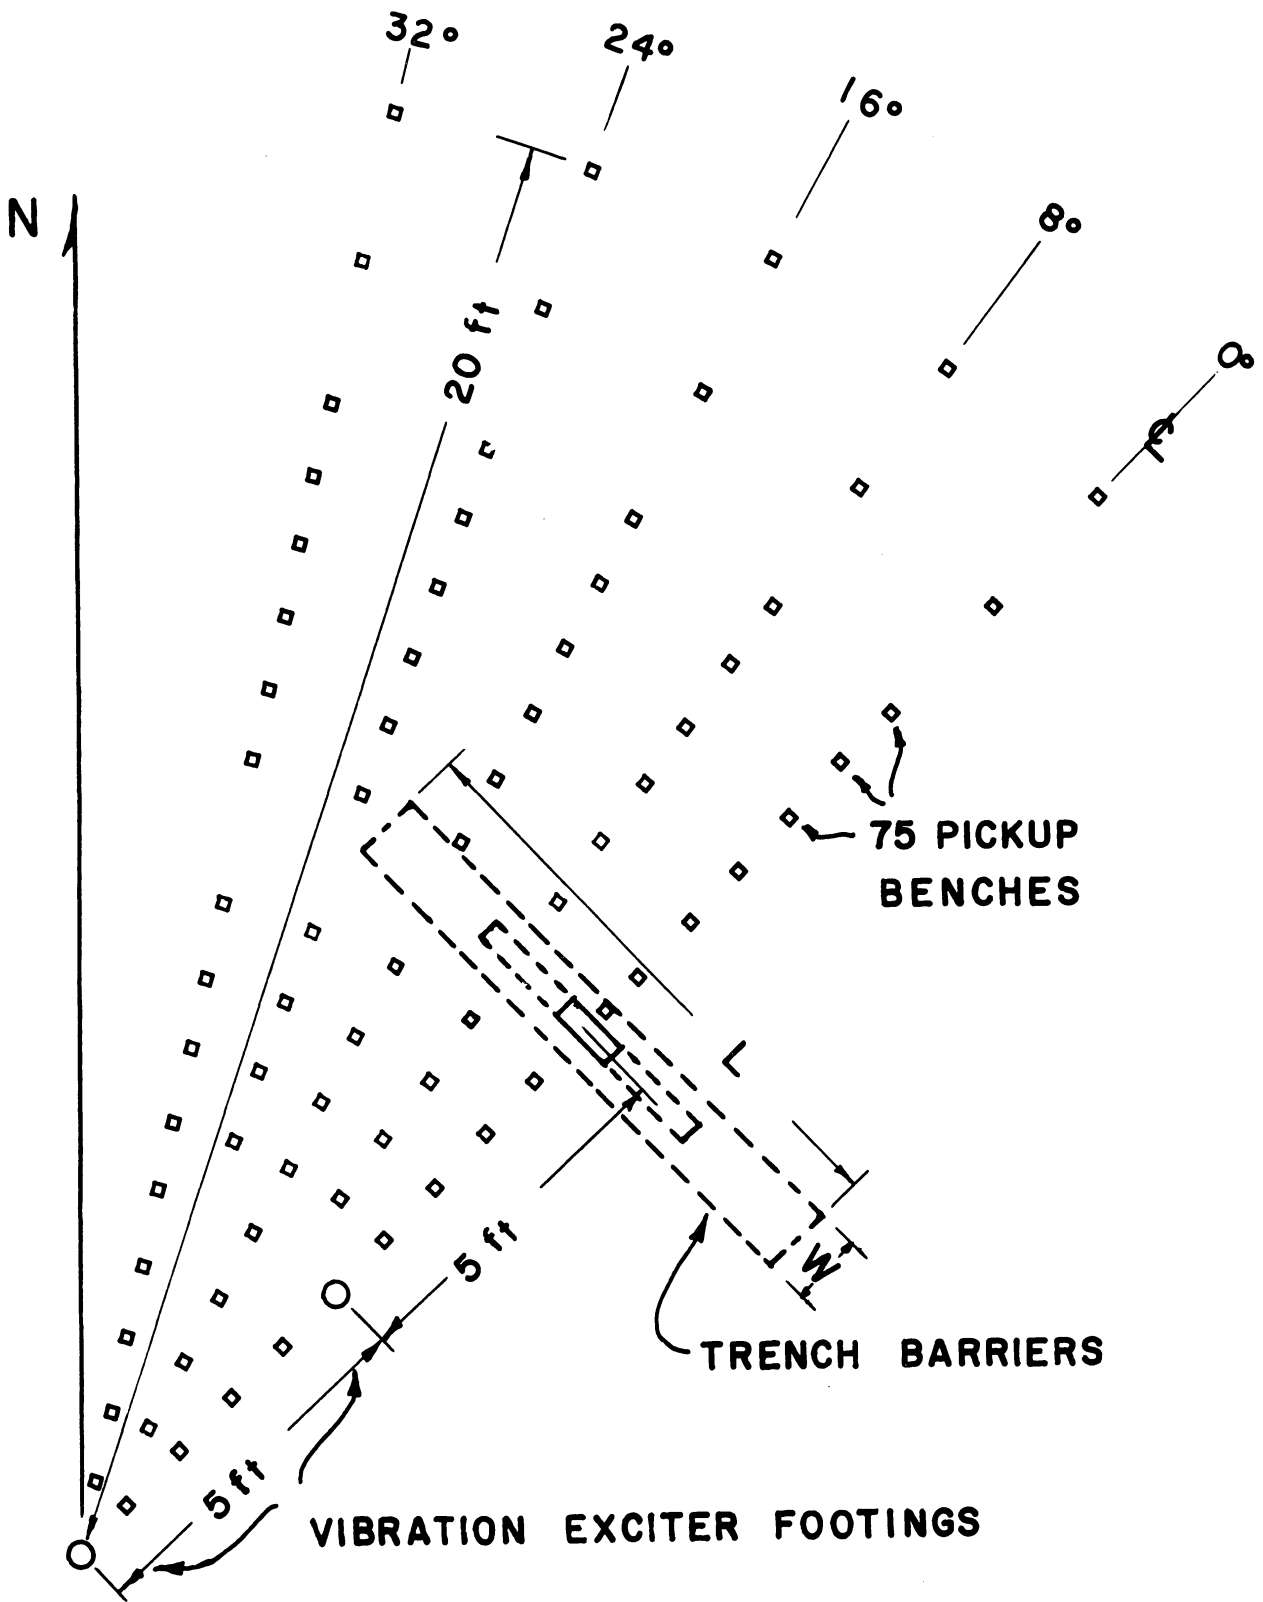 32°
24°
16°
8°
0°
℄
N
20 ft
75 PICKUP
BENCHES
L
5 ft
W
TRENCH BARRIERS
5 ft
VIBRATION EXCITER FOOTINGS